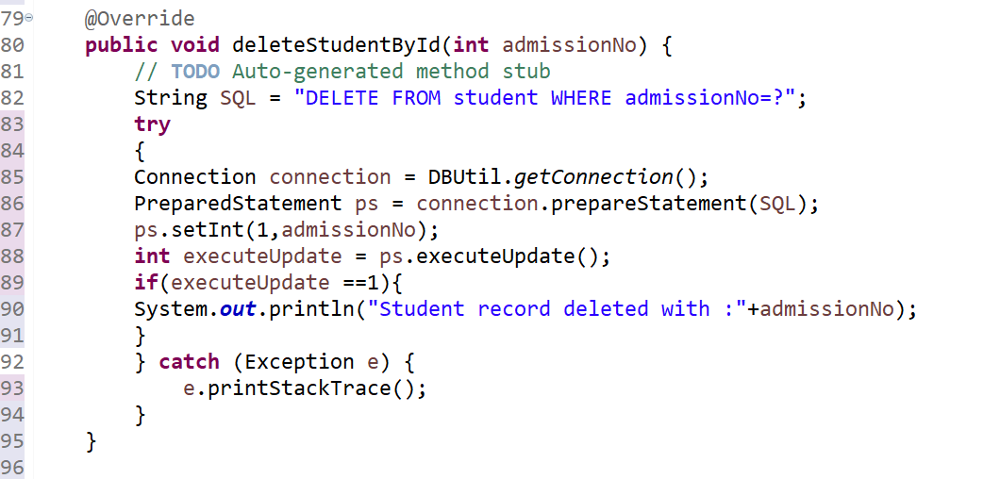 79 @Override
80 public void deleteStudentById(int admissionNo) {
81 // TODO Auto-generated method stub
82 String SQL = "DELETE FROM student WHERE admissionNo=?";
83 try
84 {
85 Connection connection = DBUtil.getConnection();
86 PreparedStatement ps = connection.prepareStatement(SQL);
87 ps.setInt(1,admissionNo);
88 int executeUpdate = ps.executeUpdate();
89 if(executeUpdate ==1){
90 System.out.println("Student record deleted with :"+admissionNo);
91 }
92 } catch (Exception e) {
93 e.printStackTrace();
94 }
95 }
96